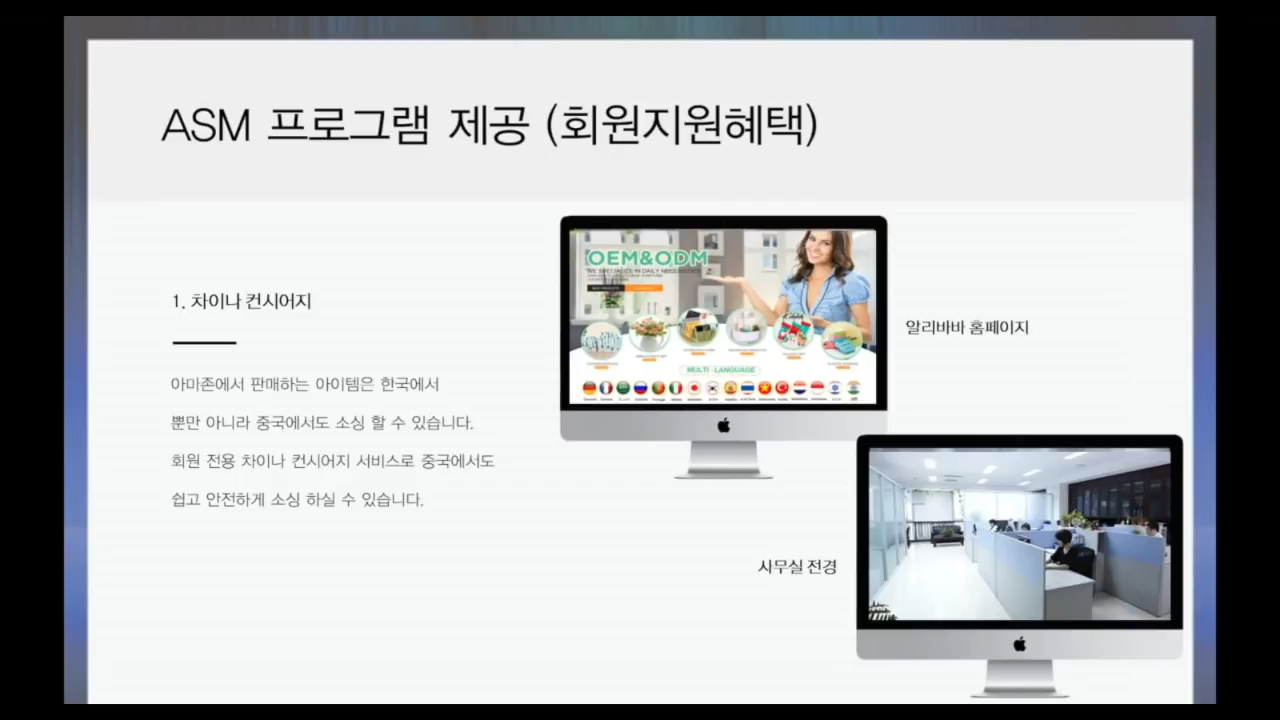 ASM 프로그램 제공 (회원지원혜택)
1. 차이나 컨시어지
아마존에서 판매하는 아이템은 한국에서
뿐만 아니라 중국에서도 소싱 할 수 있습니다.
회원 전용 차이나 컨시어지 서비스로 중국에서도
쉽고 안전하게 소싱 하실 수 있습니다.
OEM&ODM
WE SPECIALIZE IN DAILY NECESSITIES
MULTI - LANGUAGE
알리바바 홈페이지
사무실 전경